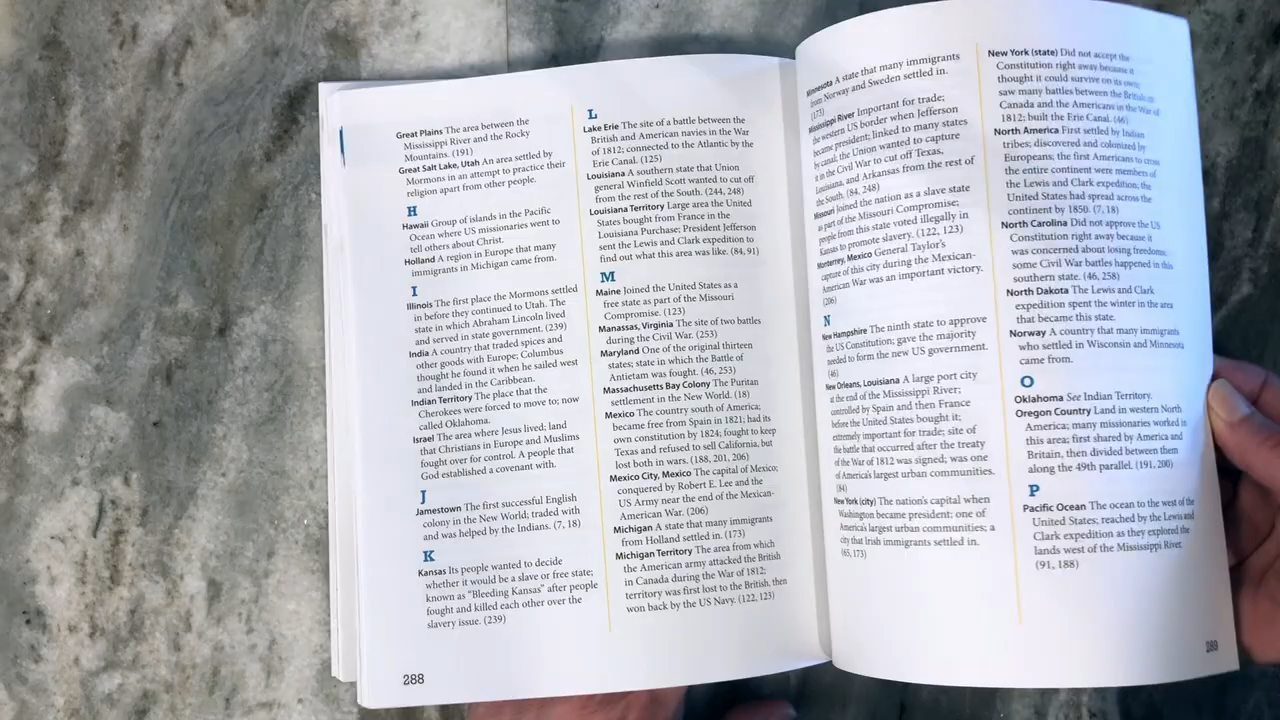 Great Plains The area between the
Mississippi River and the Rocky
Mountains. (191)
Great Salt Lake, Utah An area settled by
Mormons in an attempt to practice their
religion apart from other people.
H
Hawaii Group of islands in the Pacific
Ocean where US missionaries went to
tell others about Christ.
Holland A region in Europe that many
immigrants in Michigan came from.
I
Illinois The first place the Mormons settled
in before they continued to Utah. The
state in which Abraham Lincoln lived
and served in state government. (239)
India A country that traded spices and
other goods with Europe; Columbus
thought he found it when he sailed west
and landed in the Caribbean.
Indian Territory The place that the
Cherokees were forced to move to; now
called Oklahoma.
Israel The area where Jesus lived; land
that Christians in Europe and Muslims
fought over for control. A people that
God established a covenant with.
J
Jamestown The first successful English
colony in the New World; traded with
and was helped by the Indians. (7, 18)
K
Kansas Its people wanted to decide
whether it would be a slave or free state;
known as “Bleeding Kansas” after people
fought and killed each other over the
slavery issue. (239)
288
L
Lake Erie The site of a battle between the
British and American navies in the War
of 1812; connected to the Atlantic by the
Erie Canal. (125)
Louisiana A southern state that Union
general Winfield Scott wanted to cut off
from the rest of the South. (244, 248)
Louisiana Territory Large area the United
States bought from France in the
Louisiana Purchase; President Jefferson
sent the Lewis and Clark expedition to
find out what this area was like. (84, 91)
M
Maine Joined the United States as a
free state as part of the Missouri
Compromise. (123)
Manassas, Virginia The site of two battles
during the Civil War. (253)
Maryland One of the original thirteen
states; state in which the Battle of
Antietam was fought. (46, 253)
Massachusetts Bay Colony The Puritan
settlement in the New World. (18)
Mexico The country south of America;
became free from Spain in 1821; had its
own constitution by 1824; fought to keep
Texas and refused to sell California, but
lost both in wars. (188, 201, 206)
Mexico City, Mexico The capital of Mexico;
conquered by Robert E. Lee and the
US Army near the end of the Mexican-
American War. (206)
Michigan A state that many immigrants
from Holland settled in. (173)
Michigan Territory The area from which
the American army attacked the British
in Canada during the War of 1812;
territory was first lost to the British, then
won back by the US Navy. (122, 123)
Minnesota A state that many immigrants
from Norway and Sweden settled in.
(173)
Mississippi River Important for trade;
the western US border when Jefferson
became president; linked to many states
by canal; the Union wanted to capture
it in the Civil War to cut off Texas,
Louisiana, and Arkansas from the rest of
the South. (84, 248)
Missouri Joined the nation as a slave state
as part of the Missouri Compromise;
people from this state voted illegally in
Kansas to promote slavery. (122, 123)
Monterrey, Mexico General Taylor’s
capture of this city during the Mexican-
American War was an important victory.
(206)
N
New Hampshire The ninth state to approve
the US Constitution; gave the majority
needed to form the new US government.
(46)
New Orleans, Louisiana A large port city
at the end of the Mississippi River;
controlled by Spain and then France
before the United States bought it;
extremely important for trade; site of
the battle that occurred after the treaty
of the War of 1812 was signed; was one
of America’s largest urban communities.
(84)
New York (city) The nation’s capital when
Washington became president; one of
America’s largest urban communities; a
city that Irish immigrants settled in.
(65, 173)
New York (state) Did not accept the
Constitution right away because it
thought it could survive on its own;
saw many battles between the British in
Canada and the Americans in the War of
1812; built the Erie Canal. (46)
North America First settled by Indian
tribes; discovered and colonized by
Europeans; the first Americans to cross
the entire continent were members of
the Lewis and Clark expedition; the
United States had spread across the
continent by 1850. (7, 18)
North Carolina Did not approve the US
Constitution right away because it
was concerned about losing freedoms;
some Civil War battles happened in this
southern state. (46, 258)
North Dakota The Lewis and Clark
expedition spent the winter in the area
that became this state.
Norway A country that many immigrants
who settled in Wisconsin and Minnesota
came from.
O
Oklahoma See Indian Territory.
Oregon Country Land in western North
America; many missionaries worked in
this area; first shared by America and
Britain, then divided between them
along the 49th parallel. (191, 200)
P
Pacific Ocean The ocean to the west of the
United States; reached by the Lewis and
Clark expedition as they explored the
lands west of the Mississippi River.
(91, 188)
289